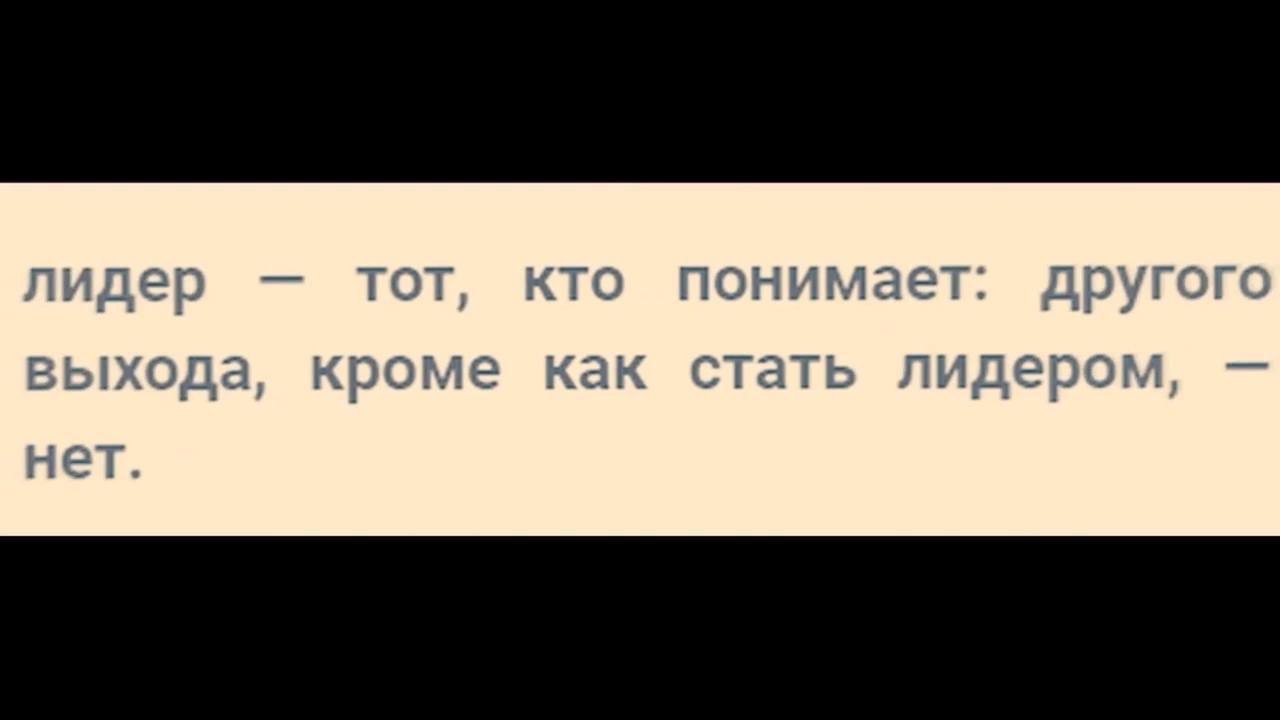 лидер — тот, кто понимает: другого
выхода, кроме как стать лидером, —
нет.